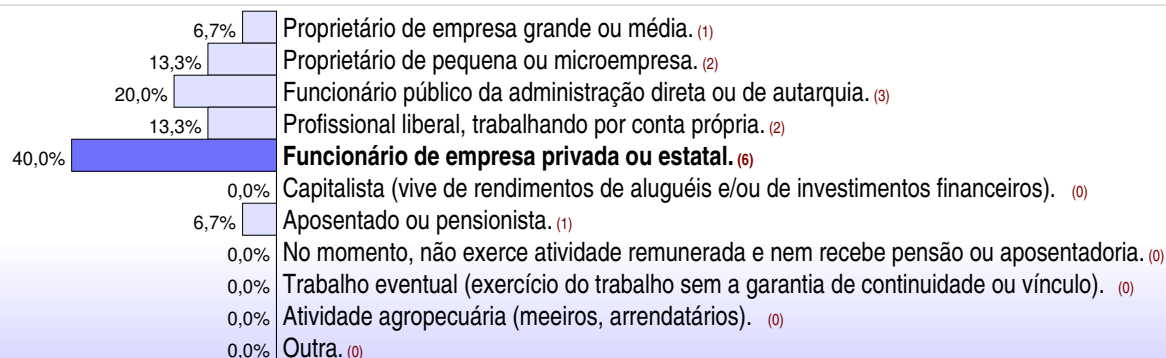 6,7% Proprietário de empresa grande ou média. (1)
13,3% Proprietário de pequena ou microempresa. (2)
20,0% Funcionário público da administração direta ou de autarquia. (3)
13,3% Profissional liberal, trabalhando por conta própria. (2)
40,0% Funcionário de empresa privada ou estatal. (6)
0,0% Capitalista (vive de rendimentos de aluguéis e/ou de investimentos financeiros). (0)
6,7% Aposentado ou pensionista. (1)
0,0% No momento, não exerce atividade remunerada e nem recebe pensão ou aposentadoria. (0)
0,0% Trabalho eventual (exercício do trabalho sem a garantia de continuidade ou vínculo). (0)
0,0% Atividade agropecuária (meeiros, arrendatários). (0)
0,0% Outra. (0)